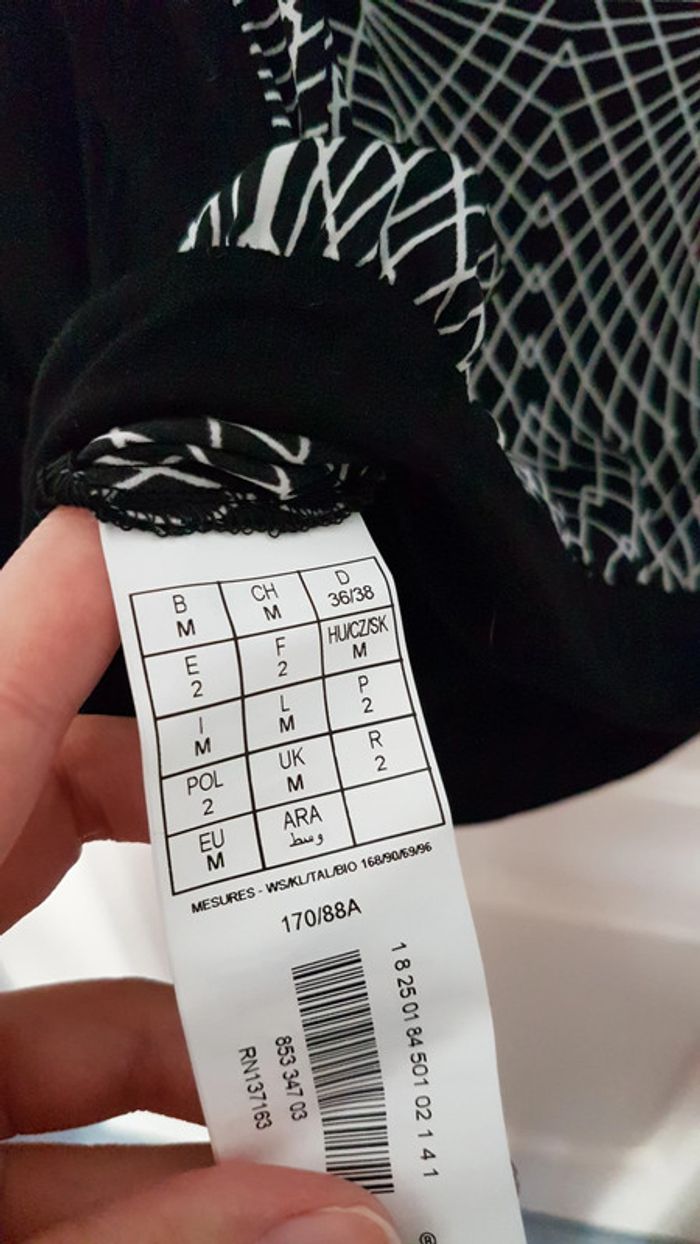 B
M
CH
M
D
36/38
E
2
F
2
HU/CZ/SK
M
I
M
L
M
P
2
POL
2
UK
M
R
2
EU
M
ARA
وسط
MESURES - WS/KL/TAL/BIO 168/90/69/96
170/88A
1 8 25 01 84 501 02 1 4 1
853 347 03
RN137163
®